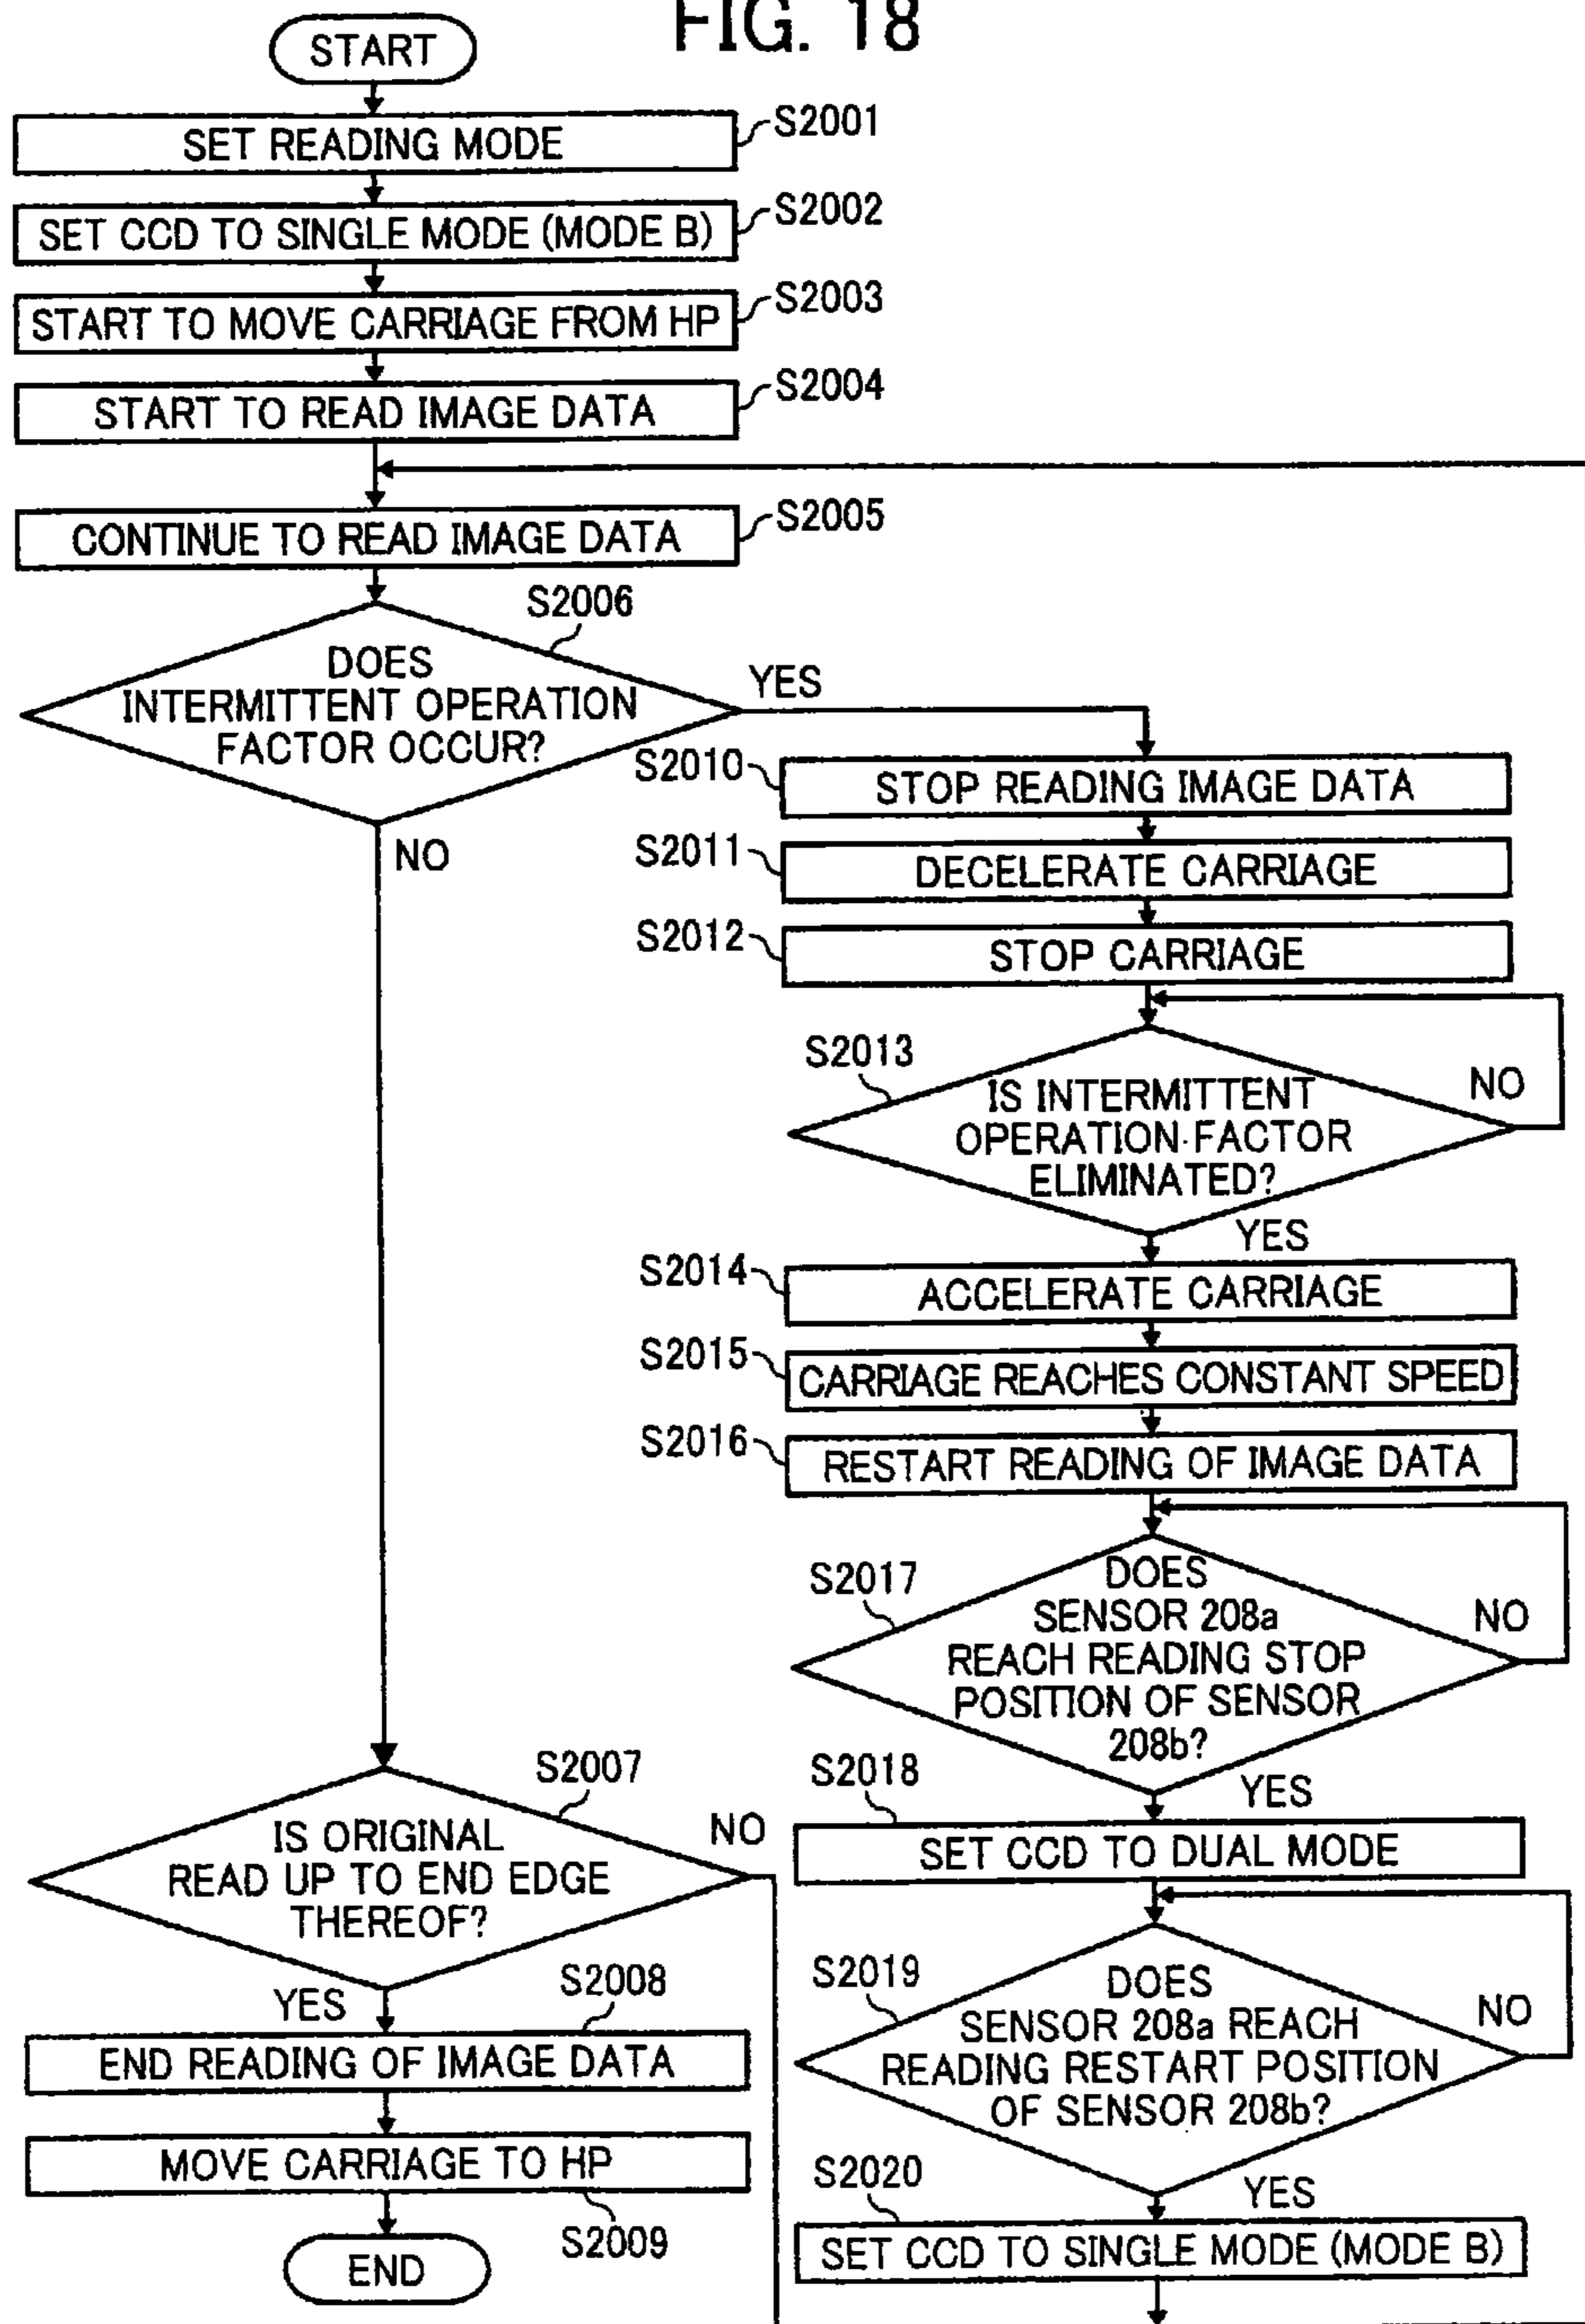 FIG. 18
START
SET READING MODE
S2001
SET CCD TO SINGLE MODE (MODE B)
S2002
START TO MOVE CARRIAGE FROM HP
S2003
START TO READ IMAGE DATA
S2004
CONTINUE TO READ IMAGE DATA
S2005
S2006
DOES
INTERMITTENT OPERATION
FACTOR OCCUR?
YES
NO
S2010
STOP READING IMAGE DATA
S2011
DECELERATE CARRIAGE
S2012
STOP CARRIAGE
S2013
IS INTERMITTENT
OPERATION FACTOR
ELIMINATED?
NO
YES
S2014
ACCELERATE CARRIAGE
S2015
CARRIAGE REACHES CONSTANT SPEED
S2016
RESTART READING OF IMAGE DATA
S2017
DOES
SENSOR 208a
REACH READING STOP
POSITION OF SENSOR
208b?
NO
YES
S2018
SET CCD TO DUAL MODE
S2019
DOES
SENSOR 208a REACH
READING RESTART POSITION
OF SENSOR 208b?
NO
YES
S2020
SET CCD TO SINGLE MODE (MODE B)
S2007
IS ORIGINAL
READ UP TO END EDGE
THEREOF?
NO
YES
S2008
END READING OF IMAGE DATA
MOVE CARRIAGE TO HP
S2009
END